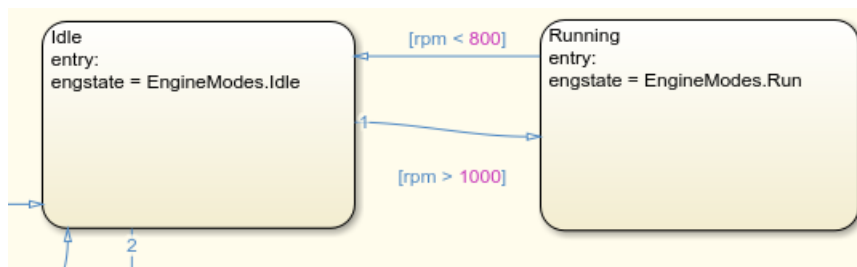 Idle
entry:
engstate = EngineModes.Idle
[rpm < 800]
Running
entry:
engstate = EngineModes.Run
1
[rpm > 1000]
2